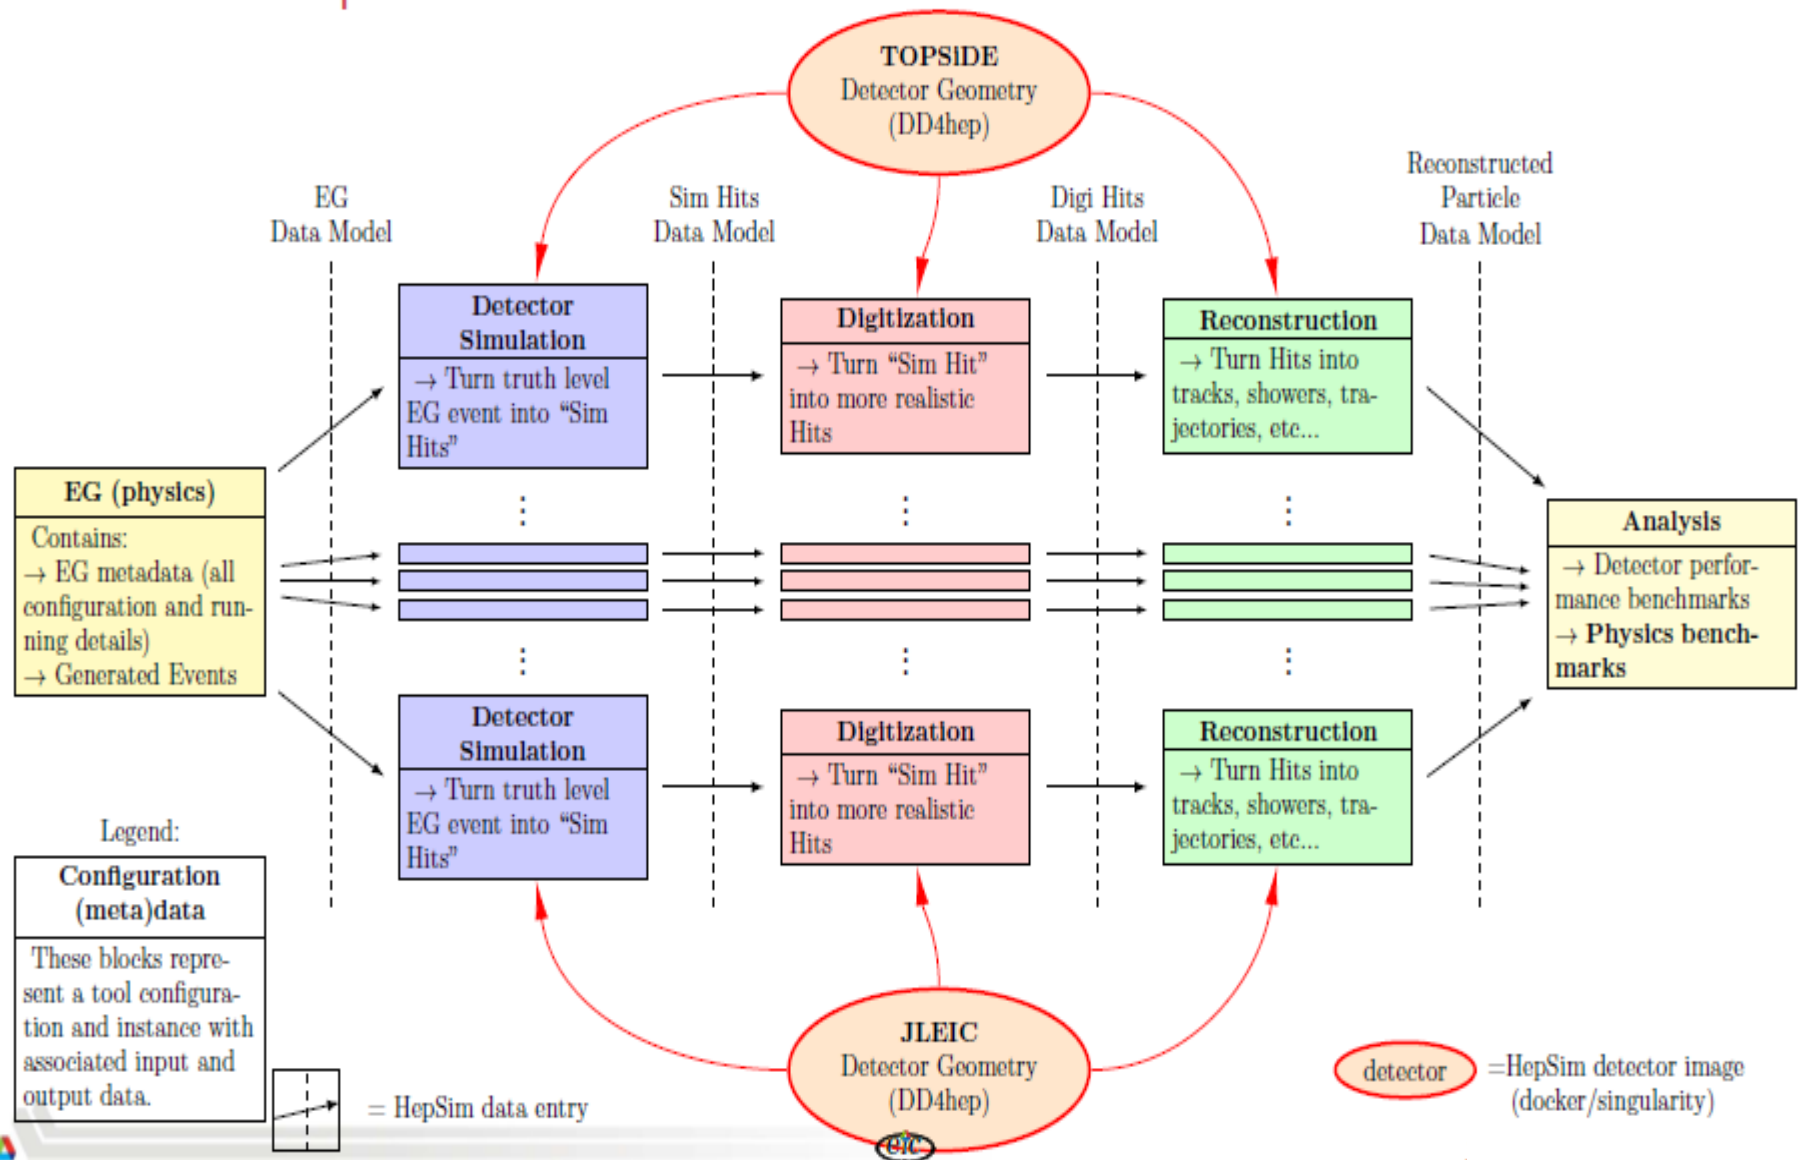 TOPSiDE
Detector Geometry
(DD4hep)
EG
Data Model
Sim Hits
Data Model
Digi Hits
Data Model
Reconstructed
Particle
Data Model
Detector
Simulation
→ Turn truth level
EG event into “Sim
Hits”
Digitization
→ Turn “Sim Hit”
into more realistic
Hits
Reconstruction
→ Turn Hits into
tracks, showers, tra-
jectories, etc...
EG (physics)
Contains:
→ EG metadata (all
configuration and run-
ning details)
→ Generated Events
Analysis
→ Detector perfor-
mance benchmarks
→ Physics bench-
marks
Detector
Simulation
→ Turn truth level
EG event into “Sim
Hits”
Digitization
→ Turn “Sim Hit”
into more realistic
Hits
Reconstruction
→ Turn Hits into
tracks, showers, tra-
jectories, etc...
Legend:
Configuration
(meta)data
These blocks repre-
sent a tool configura-
tion and instance with
associated input and
output data.
= HepSim data entry
JLEIC
Detector Geometry
(DD4hep)
eic
detector
=HepSim detector image
(docker/singularity)